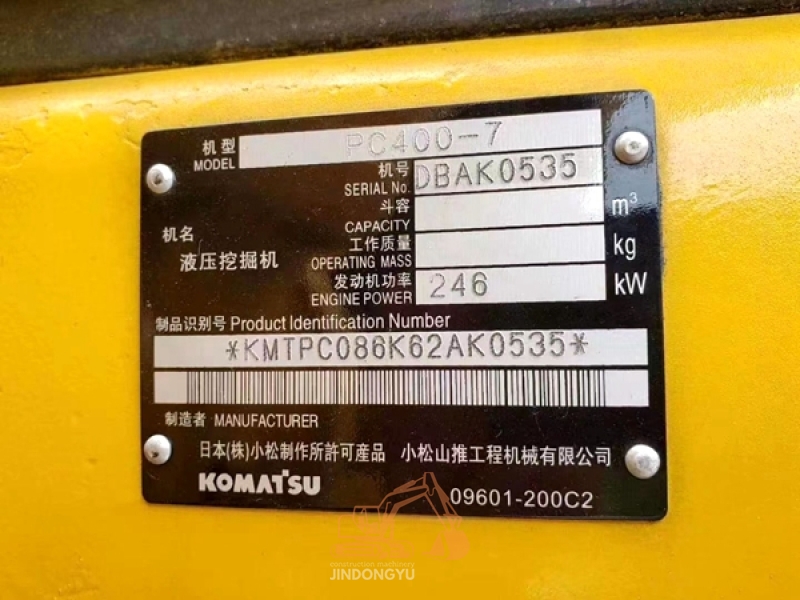 机型 PC400-7
MODEL
机号 DBAK0535
SERIAL No.
斗容 m³
CAPACITY
机名
工作质量 kg
液压挖掘机 OPERATING MASS
发动机功率 246 kW
ENGINE POWER
制品识别号 Product Identification Number
*KMTPC086K62AK0535*
制造者 MANUFACTURER
日本(株)小松制作所許可産品 小松山推工程机械有限公司
KOMATSU 09601-200C2
construction machinery
JINDONGYU